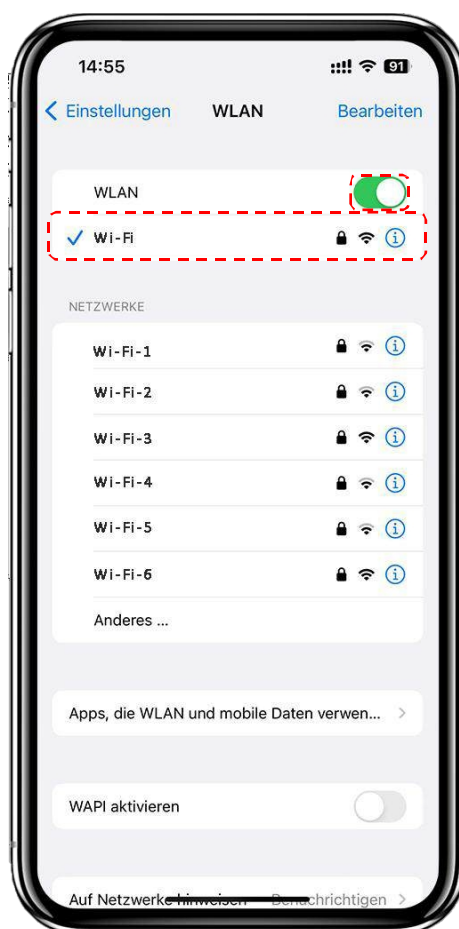 14:55
91
Einstellungen WLAN Bearbeiten
WLAN
Wi-Fi
NETZWERKE
Wi-Fi-1
Wi-Fi-2
Wi-Fi-3
Wi-Fi-4
Wi-Fi-5
Wi-Fi-6
Anderes ...
Apps, die WLAN und mobile Daten verwen...
WAPI aktivieren
Auf Netzwerke hinweisen Benachrichtigen